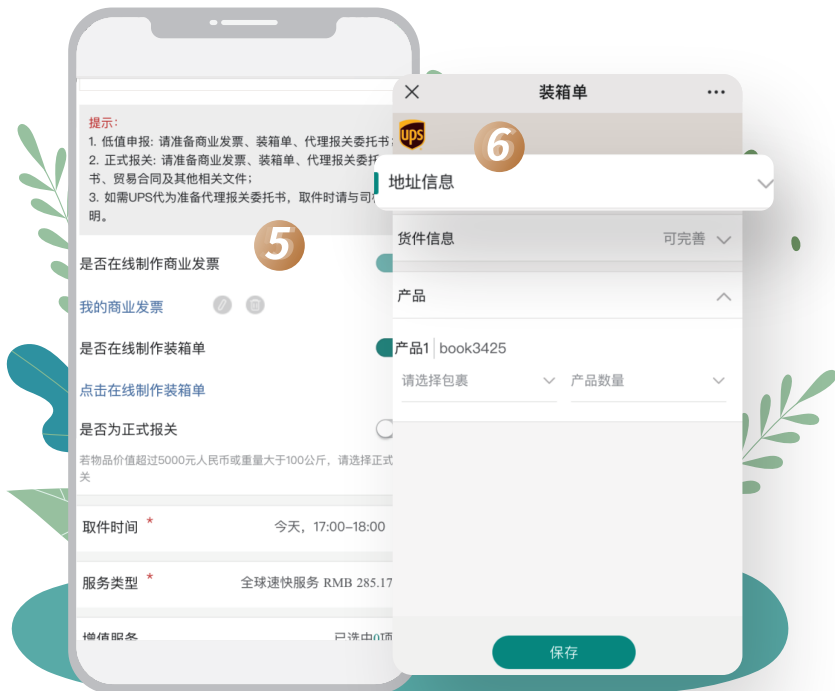 提示:
1. 低值申报: 请准备商业发票、装箱单、代理报关委托书
2. 正式报关: 请准备商业发票、装箱单、代理报关委
书、贸易合同及其他相关文件;
3. 如需UPS代为准备代理报关委托书, 取件时请与司
明。
5
是否在线制作商业发票
我的商业发票
是否在线制作装箱单
点击在线制作装箱单
是否为正式报关
若物品价值超过5000元人民币或重量大于100公斤, 请选择正式
关
取件时间 *
今天, 17:00-18:00
服务类型 *
全球速快服务 RMB 285.17
增值服务
已选中0项
装箱单
ups
6
地址信息
货件信息
可完善
产品
产品1 book3425
请选择包裹
产品数量
保存